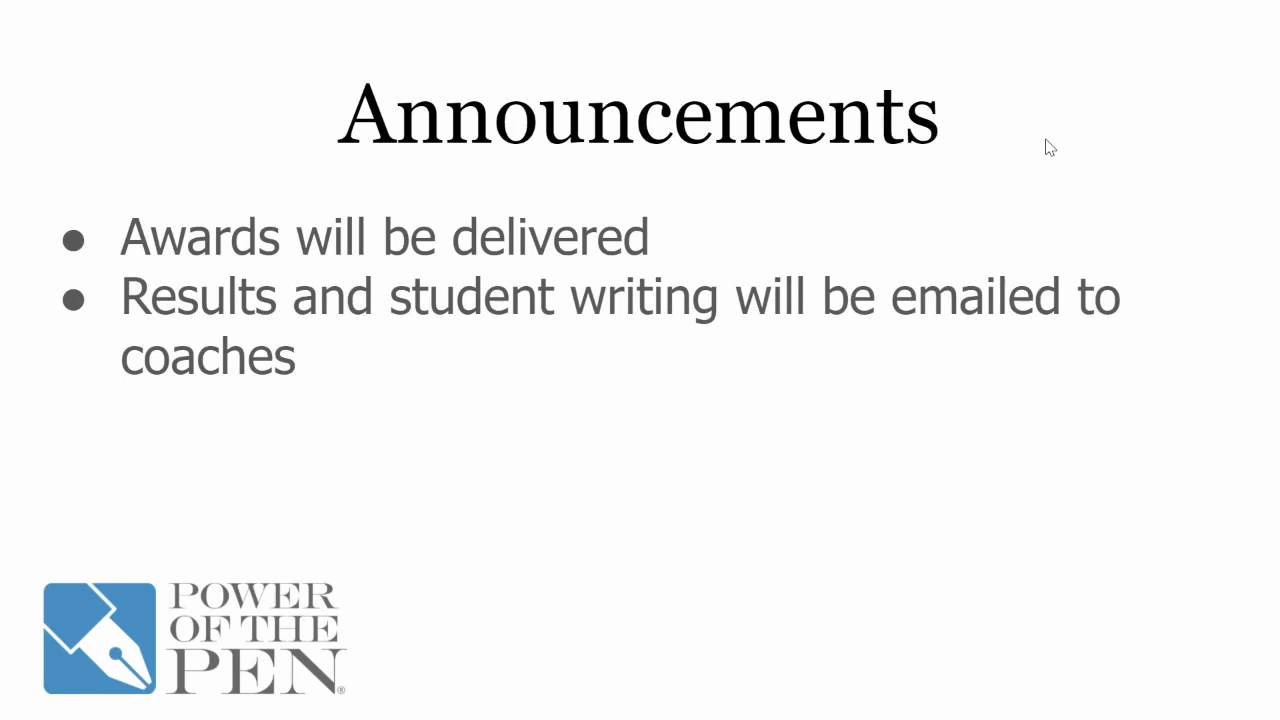 Announcements
● Awards will be delivered
● Results and student writing will be emailed to
coaches
POWER
OF THE
PEN®